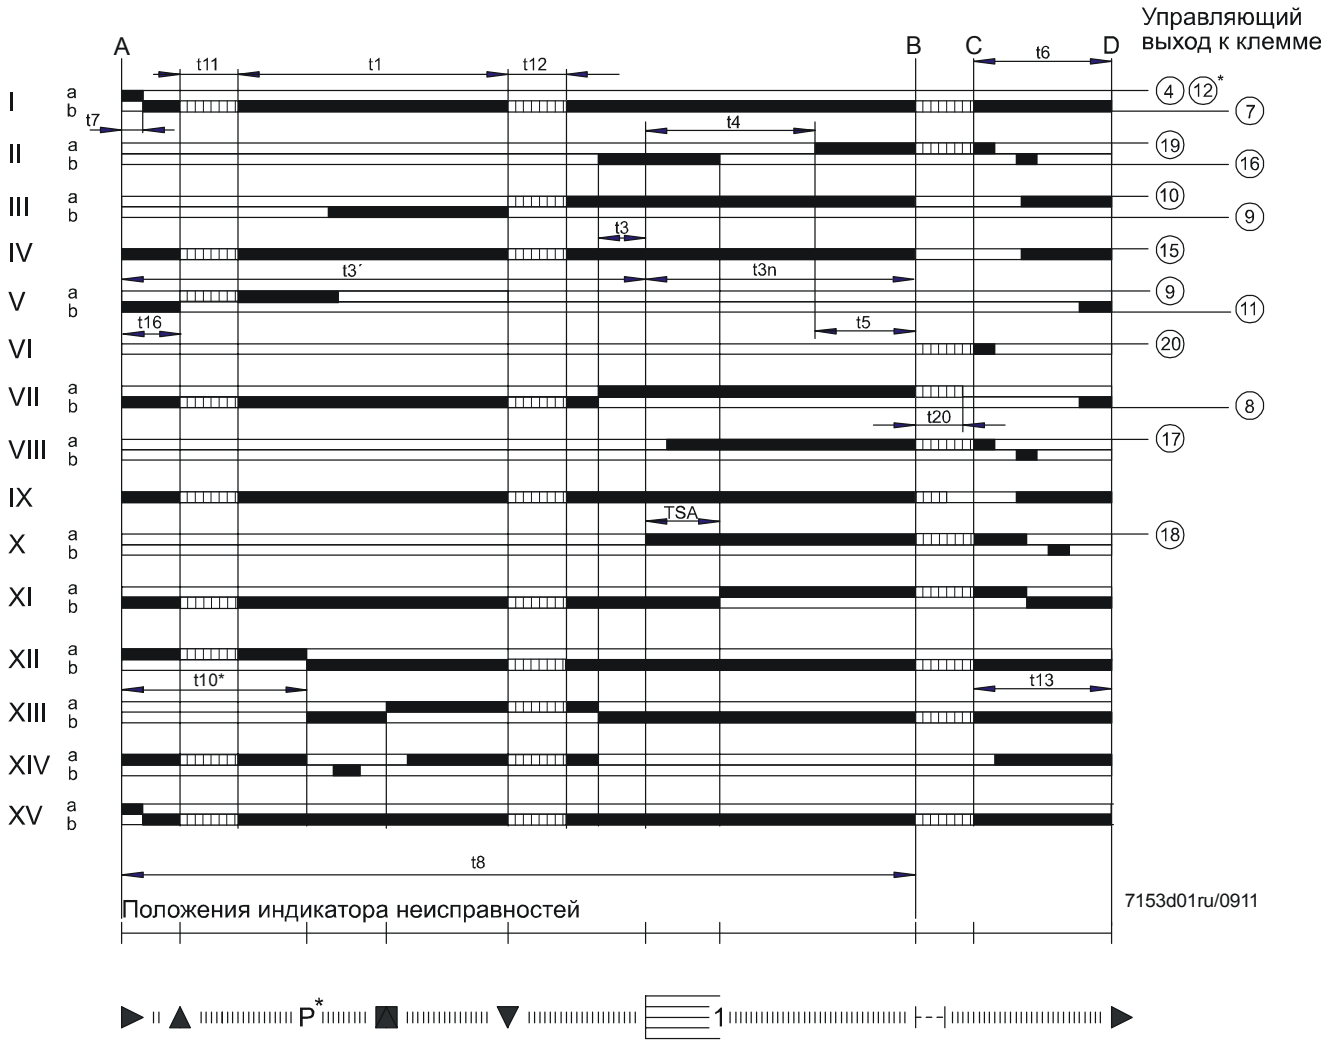 Управляющий
выход к клемме
A B C D
t11 t1 t12 t6
I a b 4 12* 7
t7 t4
II a b 19 16
III a b 10 9
t3
IV 15
t3´ t3n
V a b 9 11
t16 t5
VI 20
VII a b 8
t20
VIII a b 17
IX
TSA
X a b 18
XI a b
XII a b
t10* t13
XIII a b
XIV a b
XV a b
t8
7153d01ru/0911
Положения индикатора неисправностей
P* 1